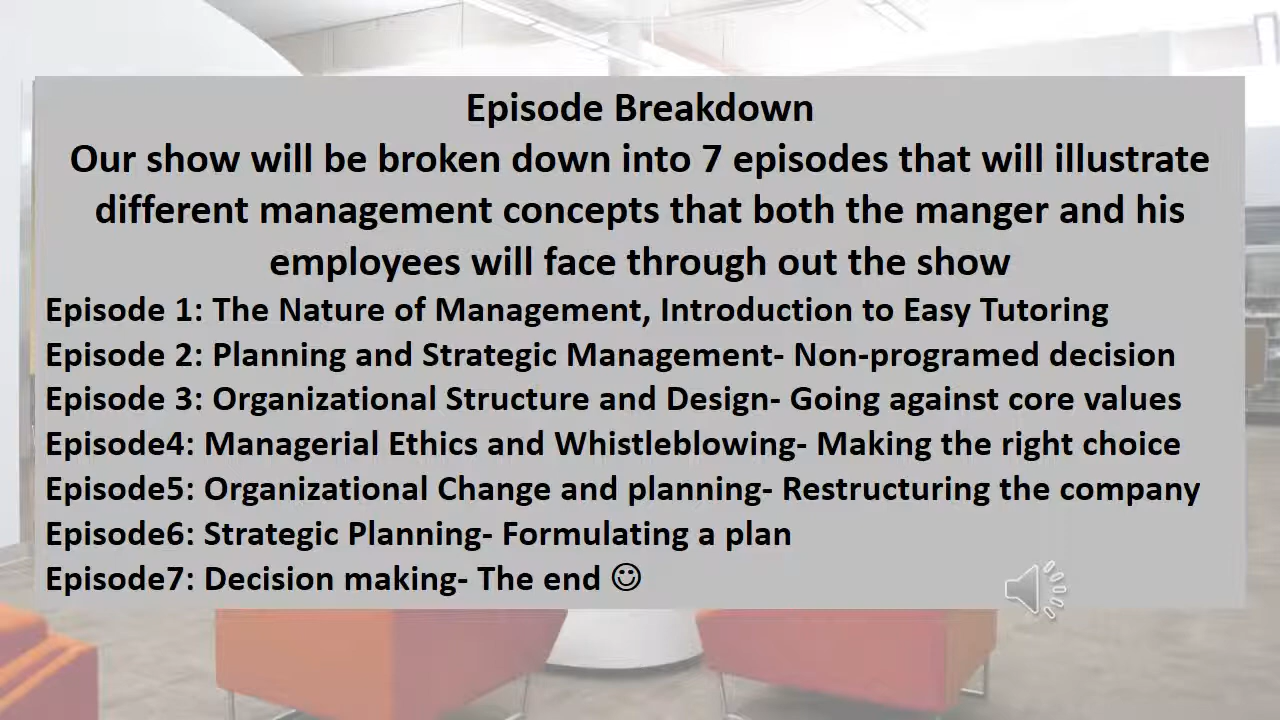 Episode Breakdown
Our show will be broken down into 7 episodes that will illustrate
different management concepts that both the manger and his
employees will face through out the show
Episode 1: The Nature of Management, Introduction to Easy Tutoring
Episode 2: Planning and Strategic Management- Non-programed decision
Episode 3: Organizational Structure and Design- Going against core values
Episode4: Managerial Ethics and Whistleblowing- Making the right choice
Episode5: Organizational Change and planning- Restructuring the company
Episode6: Strategic Planning- Formulating a plan
Episode7: Decision making- The end ☺